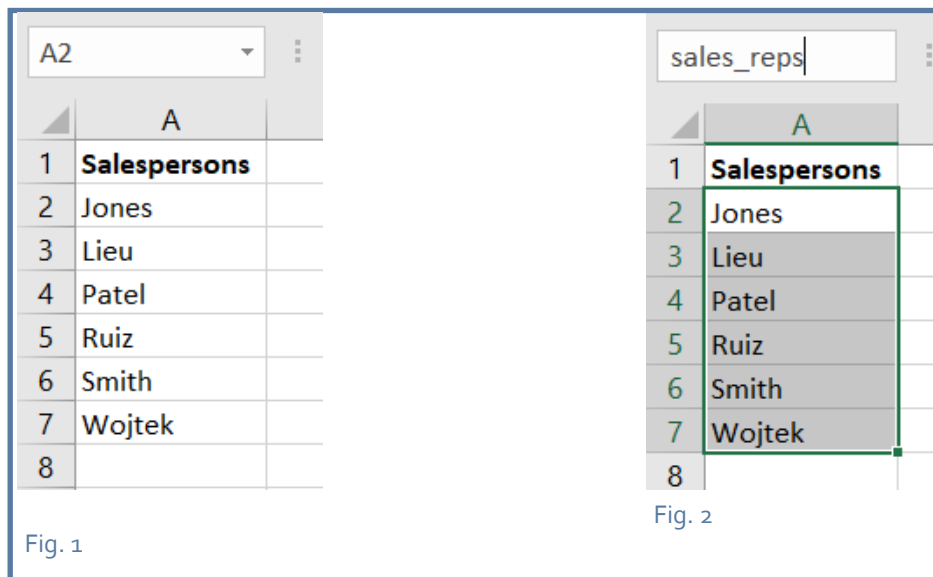 A2
A
1 Salespersons
2 Jones
3 Lieu
4 Patel
5 Ruiz
6 Smith
7 Wojtek
8
Fig. 1
sales_reps
A
1 Salespersons
2 Jones
3 Lieu
4 Patel
5 Ruiz
6 Smith
7 Wojtek
8
Fig. 2